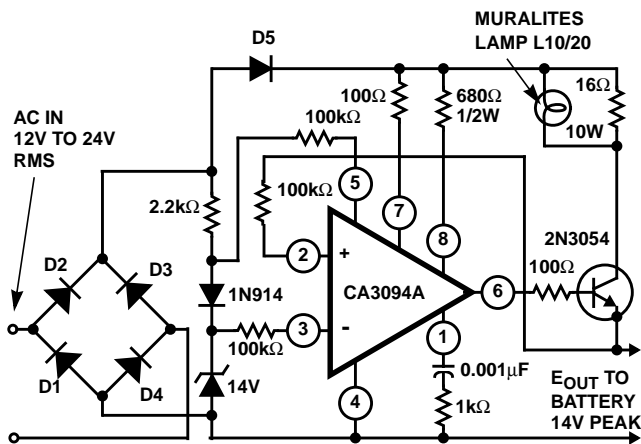 MURALITES
LAMP L10/20
D5
16Ω
10W
100Ω
680Ω
1/2W
100kΩ
AC IN
12V TO 24V
RMS
5
100kΩ
2.2kΩ
7
8
2N3054
D2
D3
2
+
CA3094A
6
100Ω
1N914
3
-
100kΩ
1
0.001μF
D1
D4
14V
4
1kΩ
EOUT TO
BATTERY
14V PEAK